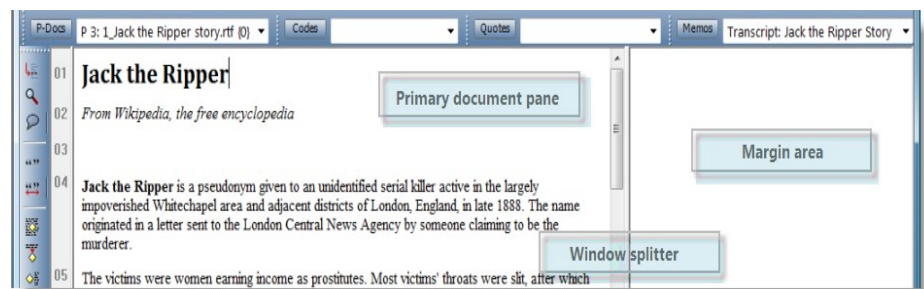 P-Docs P 3: 1_Jack the Ripper story.rtf {0} Codes Quotes Memos Transcript: Jack the Ripper Story
01 Jack the Ripper
Primary document pane
02 From Wikipedia, the free encyclopedia
03
Margin area
04 Jack the Ripper is a pseudonym given to an unidentified serial killer active in the largely
impoverished Whitechapel area and adjacent districts of London, England, in late 1888. The name
originated in a letter sent to the London Central News Agency by someone claiming to be the
murderer.
Window splitter
05 The victims were women earning income as prostitutes. Most victims' throats were slit, after which